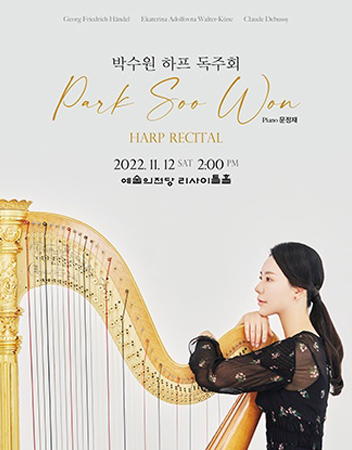 Georg Friedrich Händel Ekaterina Adolfovna Walter-Küne Claude Debussy
박수원 하프 독주회
Park Soo Won
Piano 문정재
HARP RECITAL
2022. 11. 12 SAT 2:00 PM
예술의전당 리사이틀홀